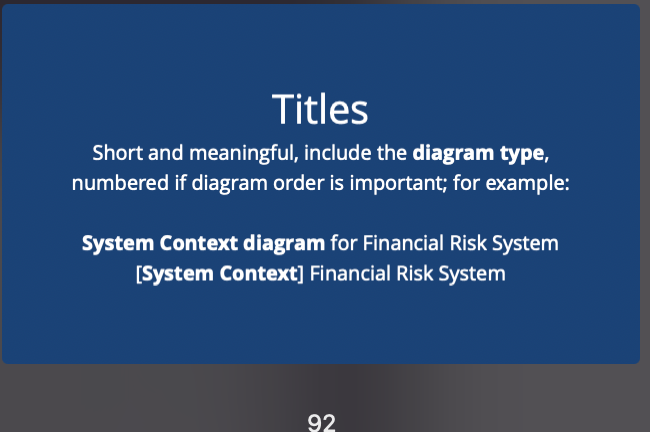 Titles
Short and meaningful, include the diagram type,
numbered if diagram order is important; for example:
System Context diagram for Financial Risk System
[System Context] Financial Risk System
92